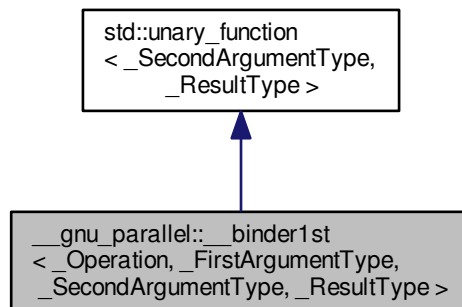 std::unary_function
< _SecondArgumentType,
_ResultType >
__gnu_parallel::__binder1st
< _Operation, _FirstArgumentType,
_SecondArgumentType, _ResultType >